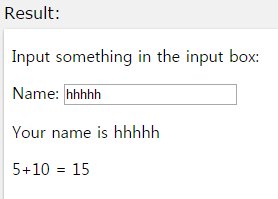 Result:
Input something in the input box:
Name: hhhhh
Your name is hhhhh
5+10 = 15